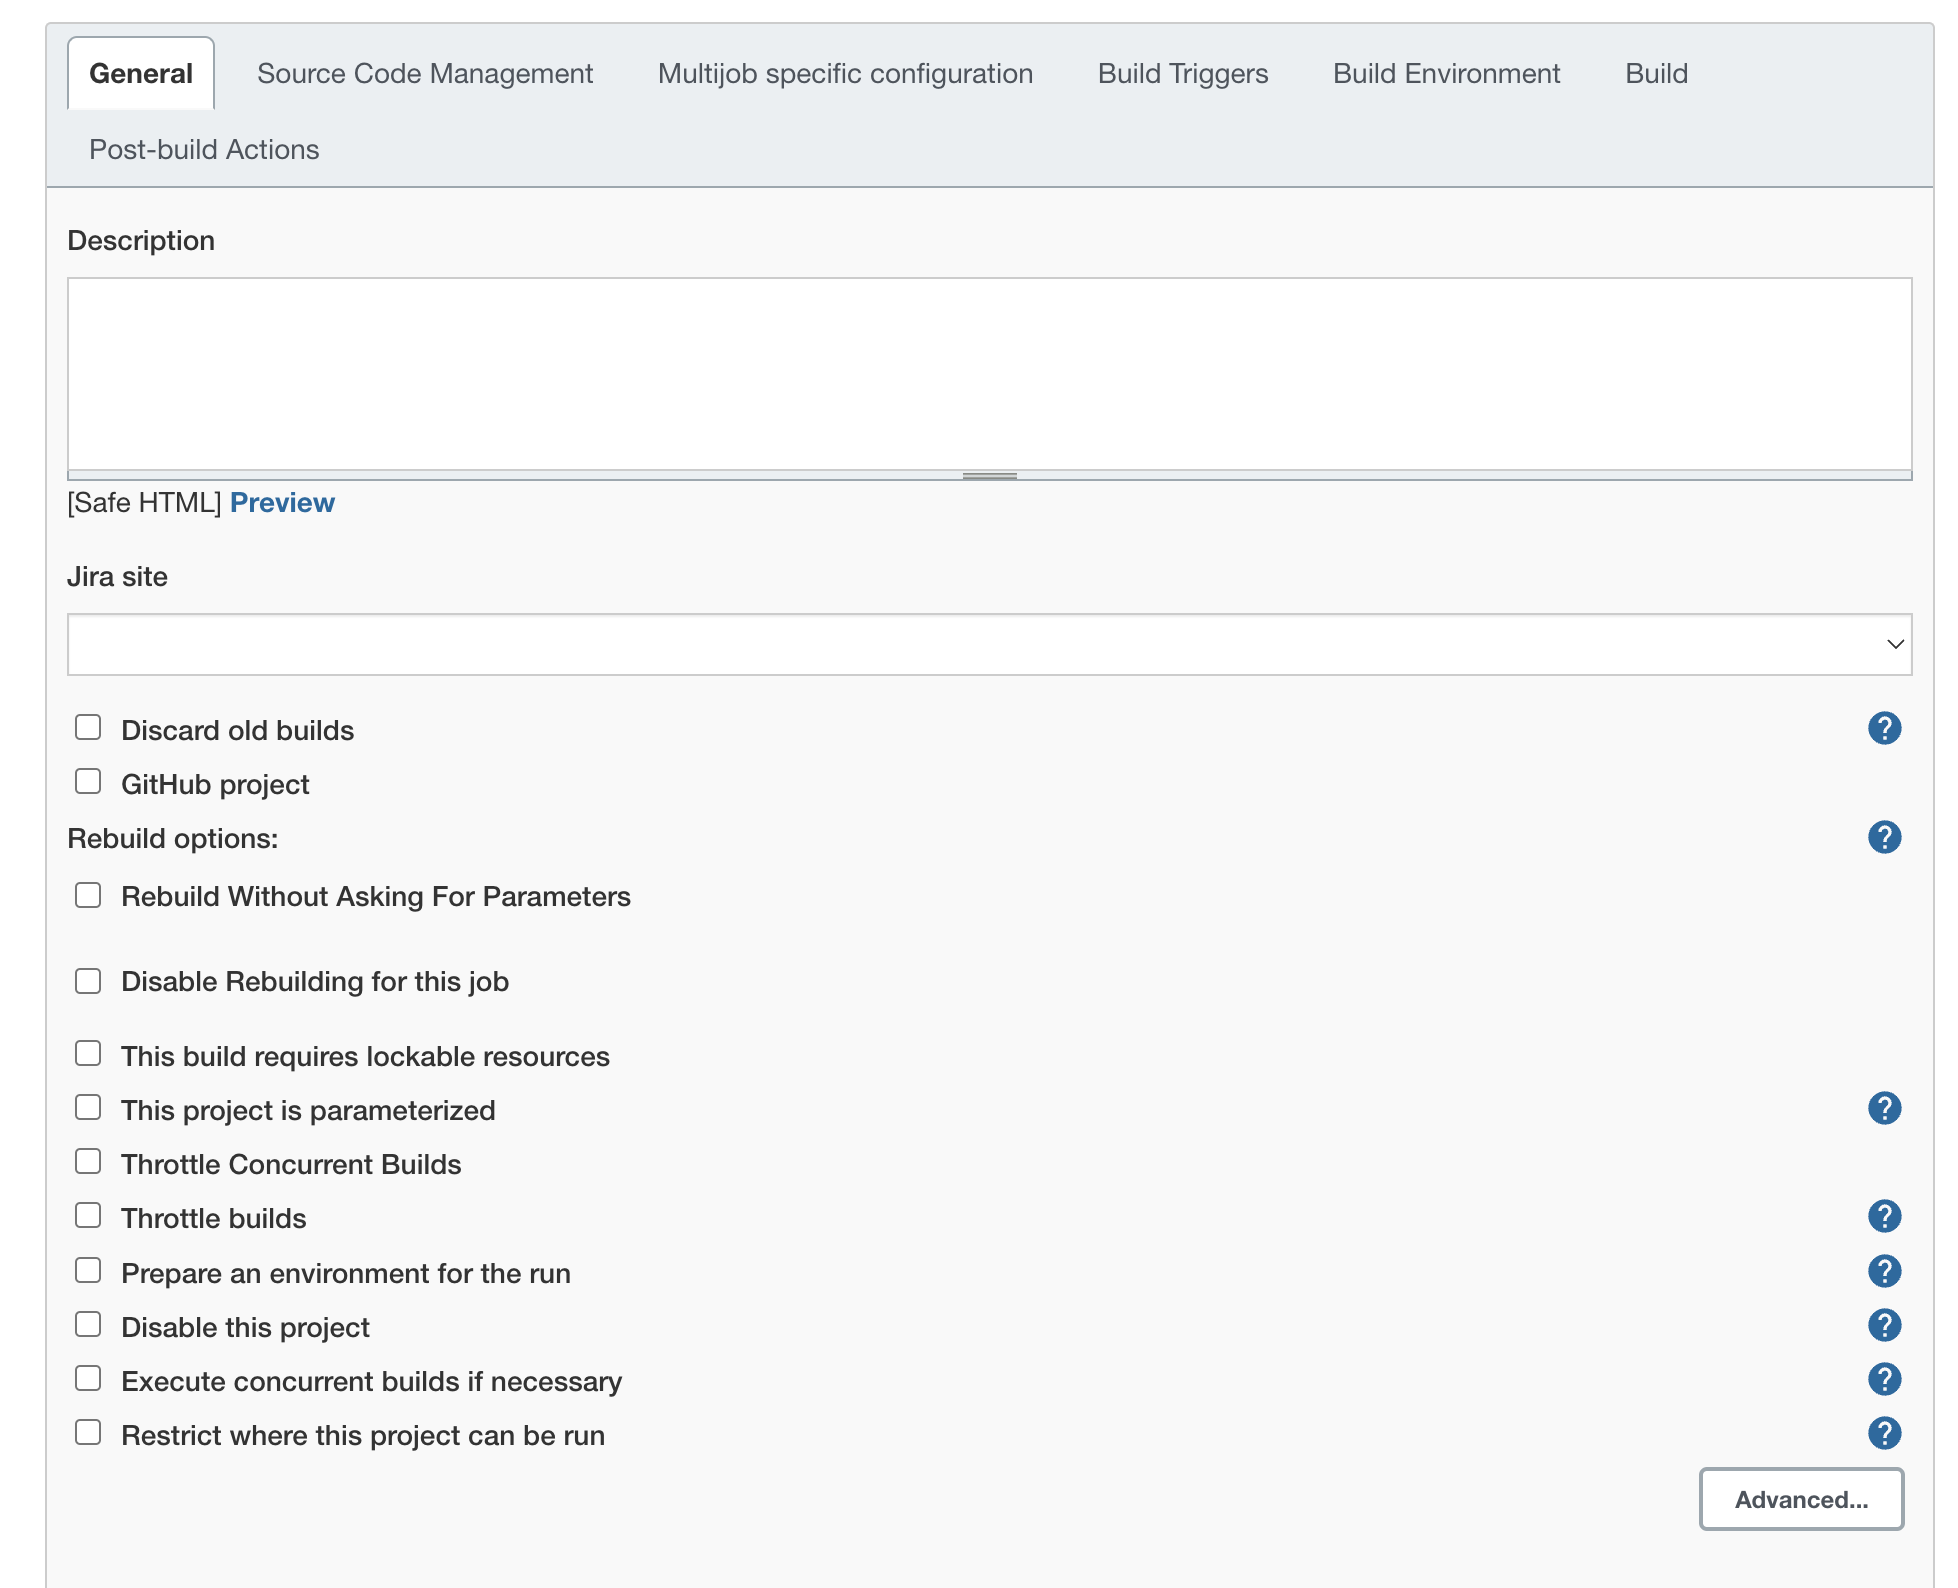 General Source Code Management Multijob specific configuration Build Triggers Build Environment Build
Post-build Actions
Description
[Safe HTML] Preview
Jira site
Discard old builds ?
GitHub project
Rebuild options: ?
Rebuild Without Asking For Parameters
Disable Rebuilding for this job
This build requires lockable resources
This project is parameterized ?
Throttle Concurrent Builds
Throttle builds ?
Prepare an environment for the run ?
Disable this project ?
Execute concurrent builds if necessary ?
Restrict where this project can be run ?
Advanced...